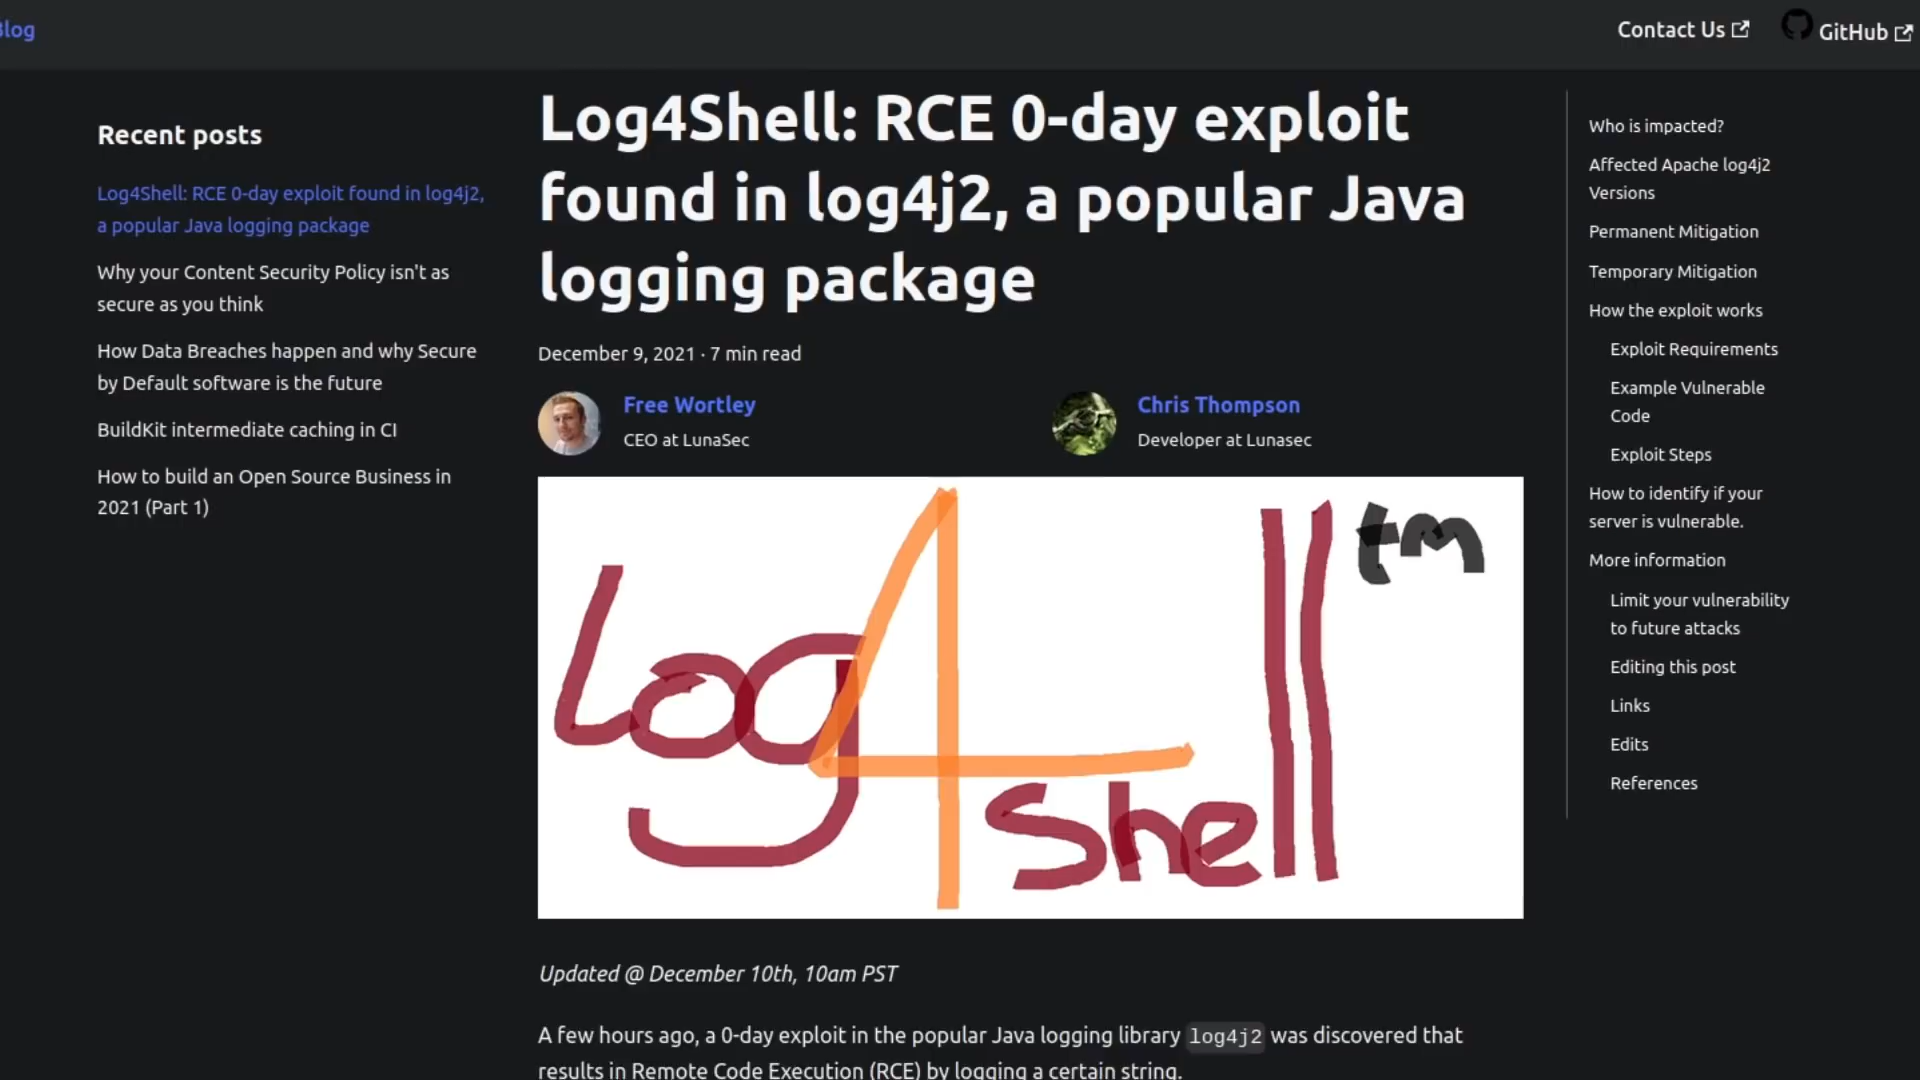 Blog
Contact Us
GitHub
Recent posts
Log4Shell: RCE 0-day exploit found in log4j2,
a popular Java logging package
Why your Content Security Policy isn't as
secure as you think
How Data Breaches happen and why Secure
by Default software is the future
BuildKit intermediate caching in CI
How to build an Open Source Business in
2021 (Part 1)
Log4Shell: RCE 0-day exploit
found in log4j2, a popular Java
logging package
December 9, 2021 · 7 min read
Free Wortley
CEO at LunaSec
Chris Thompson
Developer at Lunasec
Log4Shell tm
Updated @ December 10th, 10am PST
A few hours ago, a 0-day exploit in the popular Java logging library log4j2 was discovered that
results in Remote Code Execution (RCE) by logging a certain string.
Who is impacted?
Affected Apache log4j2
Versions
Permanent Mitigation
Temporary Mitigation
How the exploit works
Exploit Requirements
Example Vulnerable
Code
Exploit Steps
How to identify if your
server is vulnerable.
More information
Limit your vulnerability
to future attacks
Editing this post
Links
Edits
References